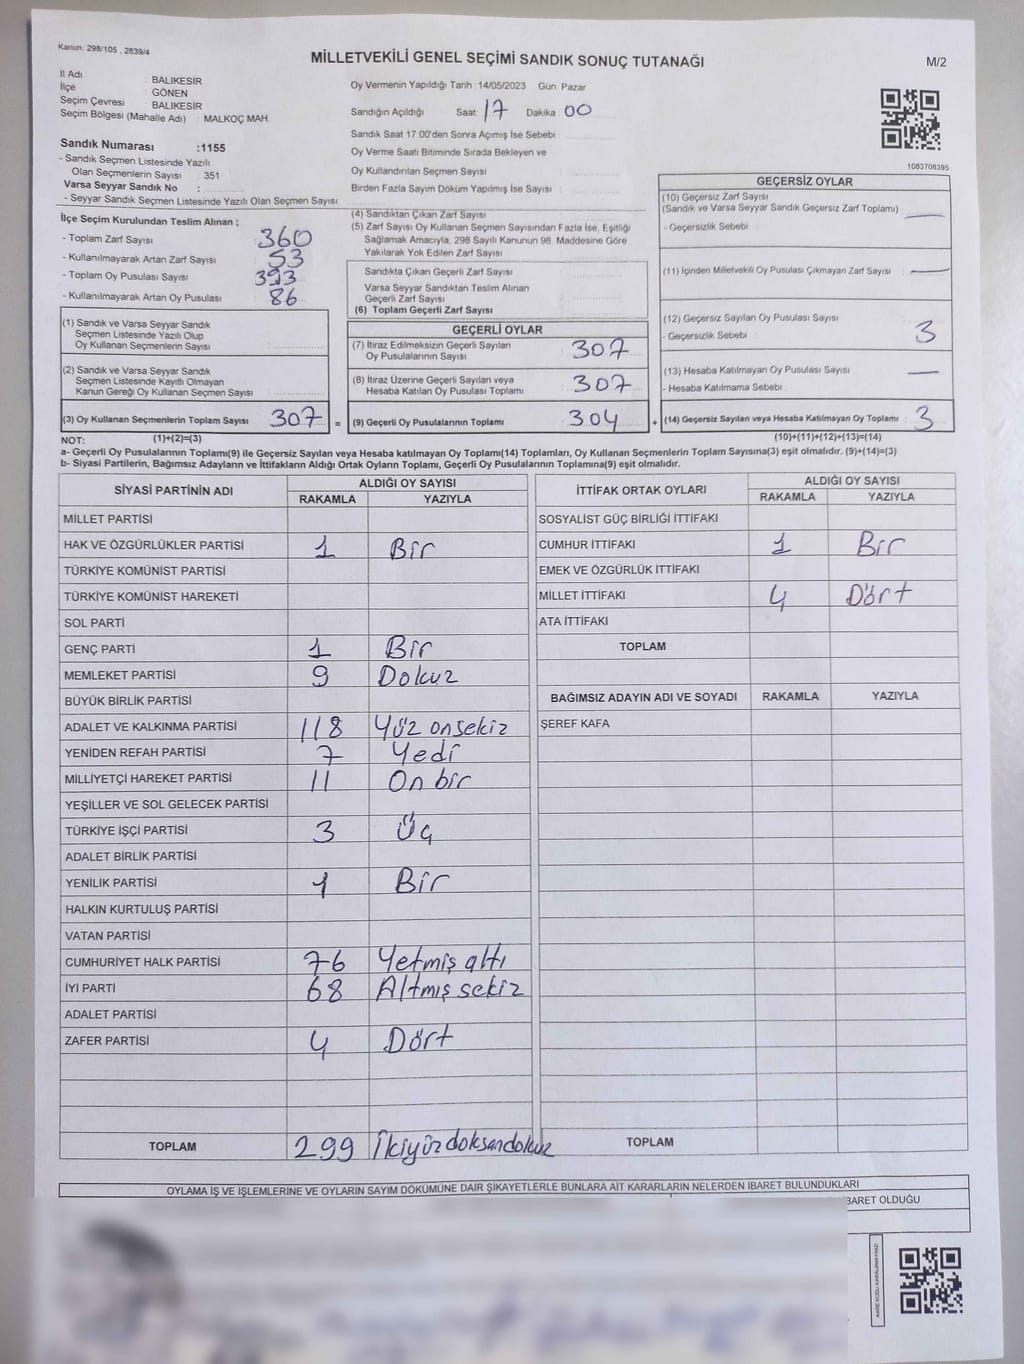 Kanun: 298/105 , 2839/4
MİLLETVEKİLİ GENEL SEÇİMİ SANDIK SONUÇ TUTANAĞI
M/2
İl Adı : BALIKESİR
İlçe : GÖNEN
Seçim Çevresi : BALIKESİR
Seçim Bölgesi (Mahalle Adı) : MALKOÇ MAH.
Oy Vermenin Yapıldığı Tarih :14/05/2023 Gün: Pazar
Sandığın Açıldığı Saat: 17 Dakika: 00
Sandık Saat 17:00'den Sonra Açımış İse Sebebi :
Oy Verme Saati Bitiminde Sırada Bekleyen ve
Oy Kullandırılan Seçmen Sayısı :
Birden Fazla Sayım Döküm Yapılmış İse Sayısı :
1083708395
Sandık Numarası :1155
- Sandık Seçmen Listesinde Yazılı
Olan Seçmenlerin Sayısı : 351
Varsa Seyyar Sandık No :
- Seyyar Sandık Seçmen Listesinde Yazılı Olan Seçmen Sayısı:
İlçe Seçim Kurulundan Teslim Alınan ;
- Toplam Zarf Sayısı : 360
- Kullanılmayarak Artan Zarf Sayısı : 53
- Toplam Oy Pusulası Sayısı : 393
- Kullanılmayarak Artan Oy Pusulası : 86
(1) Sandık ve Varsa Seyyar Sandık
Seçmen Listesinde Yazılı Olup
Oy Kullanan Seçmenlerin Sayısı :
(2) Sandık ve Varsa Seyyar Sandık
Seçmen Listesinde Kayıtlı Olmayan
Kanun Gereği Oy Kullanan Seçmen Sayısı :
(3) Oy Kullanan Seçmenlerin Toplam Sayısı : 307 =
(4) Sandıktan Çıkan Zarf Sayısı :
(5) Zarf Sayısı Oy Kullanan Seçmen Sayısından Fazla İse, Eşitliği
Sağlamak Amacıyla, 298 Sayılı Kanunun 98. Maddesine Göre
Yakılarak Yok Edilen Zarf Sayısı :
Sandıkta Çıkan Geçerli Zarf Sayısı :
Varsa Seyyar Sandıktan Teslim Alınan
Geçerli Zarf Sayısı :
(6) Toplam Geçerli Zarf Sayısı :
GEÇERLİ OYLAR
(7) İtiraz Edilmeksizin Geçerli Sayılan
Oy Pusulalarının Sayısı : 307
(8) İtiraz Üzerine Geçerli Sayılan veya
Hesaba Katılan Oy Pusulası Toplamı : 307
(9) Geçerli Oy Pusulalarının Toplamı : 304 +
GEÇERSİZ OYLAR
(10) Geçersiz Zarf Sayısı
(Sandık ve Varsa Seyyar Sandık Geçersiz Zarf Toplamı) : —
- Geçersizlik Sebebi :
(11) İçinden Milletvekili Oy Pusulası Çıkmayan Zarf Sayısı : —
(12) Geçersiz Sayılan Oy Pusulası Sayısı : 3
- Geçersizlik Sebebi :
(13) Hesaba Katılmayan Oy Pusulası Sayısı : —
- Hesaba Katılmama Sebebi :
(14) Geçersiz Sayılan veya Hesaba Katılmayan Oy Toplamı : 3
NOT: (1)+(2)=(3) (10)+(11)+(12)+(13)=(14)
a- Geçerli Oy Pusulalarının Toplamı(9) ile Geçersiz Sayılan veya Hesaba katılmayan Oy Toplamı(14) Toplamları, Oy Kullanan Seçmenlerin Toplam Sayısına(3) eşit olmalıdır. (9)+(14)=(3)
b- Siyasi Partilerin, Bağımsız Adayların ve İttifakların Aldığı Ortak Oyların Toplamı, Geçerli Oy Pusulalarının Toplamına(9) eşit olmalıdır.
SİYASİ PARTİNİN ADI ALDIĞI OY SAYISI
RAKAMLA YAZIYLA
MİLLET PARTİSİ
HAK VE ÖZGÜRLÜKLER PARTİSİ 1 Bir
TÜRKİYE KOMÜNİST PARTİSİ
TÜRKİYE KOMÜNİST HAREKETİ
SOL PARTİ
GENÇ PARTİ 1 Bir
MEMLEKET PARTİSİ 9 Dokuz
BÜYÜK BİRLİK PARTİSİ
ADALET VE KALKINMA PARTİSİ 118 Yüz onsekiz
YENİDEN REFAH PARTİSİ 7 Yedi
MİLLİYETÇİ HAREKET PARTİSİ 11 On bir
YEŞİLLER VE SOL GELECEK PARTİSİ
TÜRKİYE İŞÇİ PARTİSİ 3 Üç
ADALET BİRLİK PARTİSİ
YENİLİK PARTİSİ 1 Bir
HALKIN KURTULUŞ PARTİSİ
VATAN PARTİSİ
CUMHURİYET HALK PARTİSİ 76 Yetmiş altı
İYİ PARTİ 68 Altmış sekiz
ADALET PARTİSİ
ZAFER PARTİSİ 4 Dört
TOPLAM 299 İkiyüzdoksandokuz
İTTİFAK ORTAK OYLARI ALDIĞI OY SAYISI
RAKAMLA YAZIYLA
SOSYALİST GÜÇ BİRLİĞİ İTTİFAKI
CUMHUR İTTİFAKI 1 Bir
EMEK VE ÖZGÜRLÜK İTTİFAKI
MİLLET İTTİFAKI 4 Dört
ATA İTTİFAKI
TOPLAM
BAĞIMSIZ ADAYIN ADI VE SOYADI RAKAMLA YAZIYLA
ŞEREF KAFA
TOPLAM
OYLAMA İŞ VE İŞLEMLERİNE VE OYLARIN SAYIM DÖKÜMÜNE DAİR ŞİKAYETLERLE BUNLARA AİT KARARLARIN NELERDEN İBARET BULUNDUKLARI
İBARET OLDUĞU